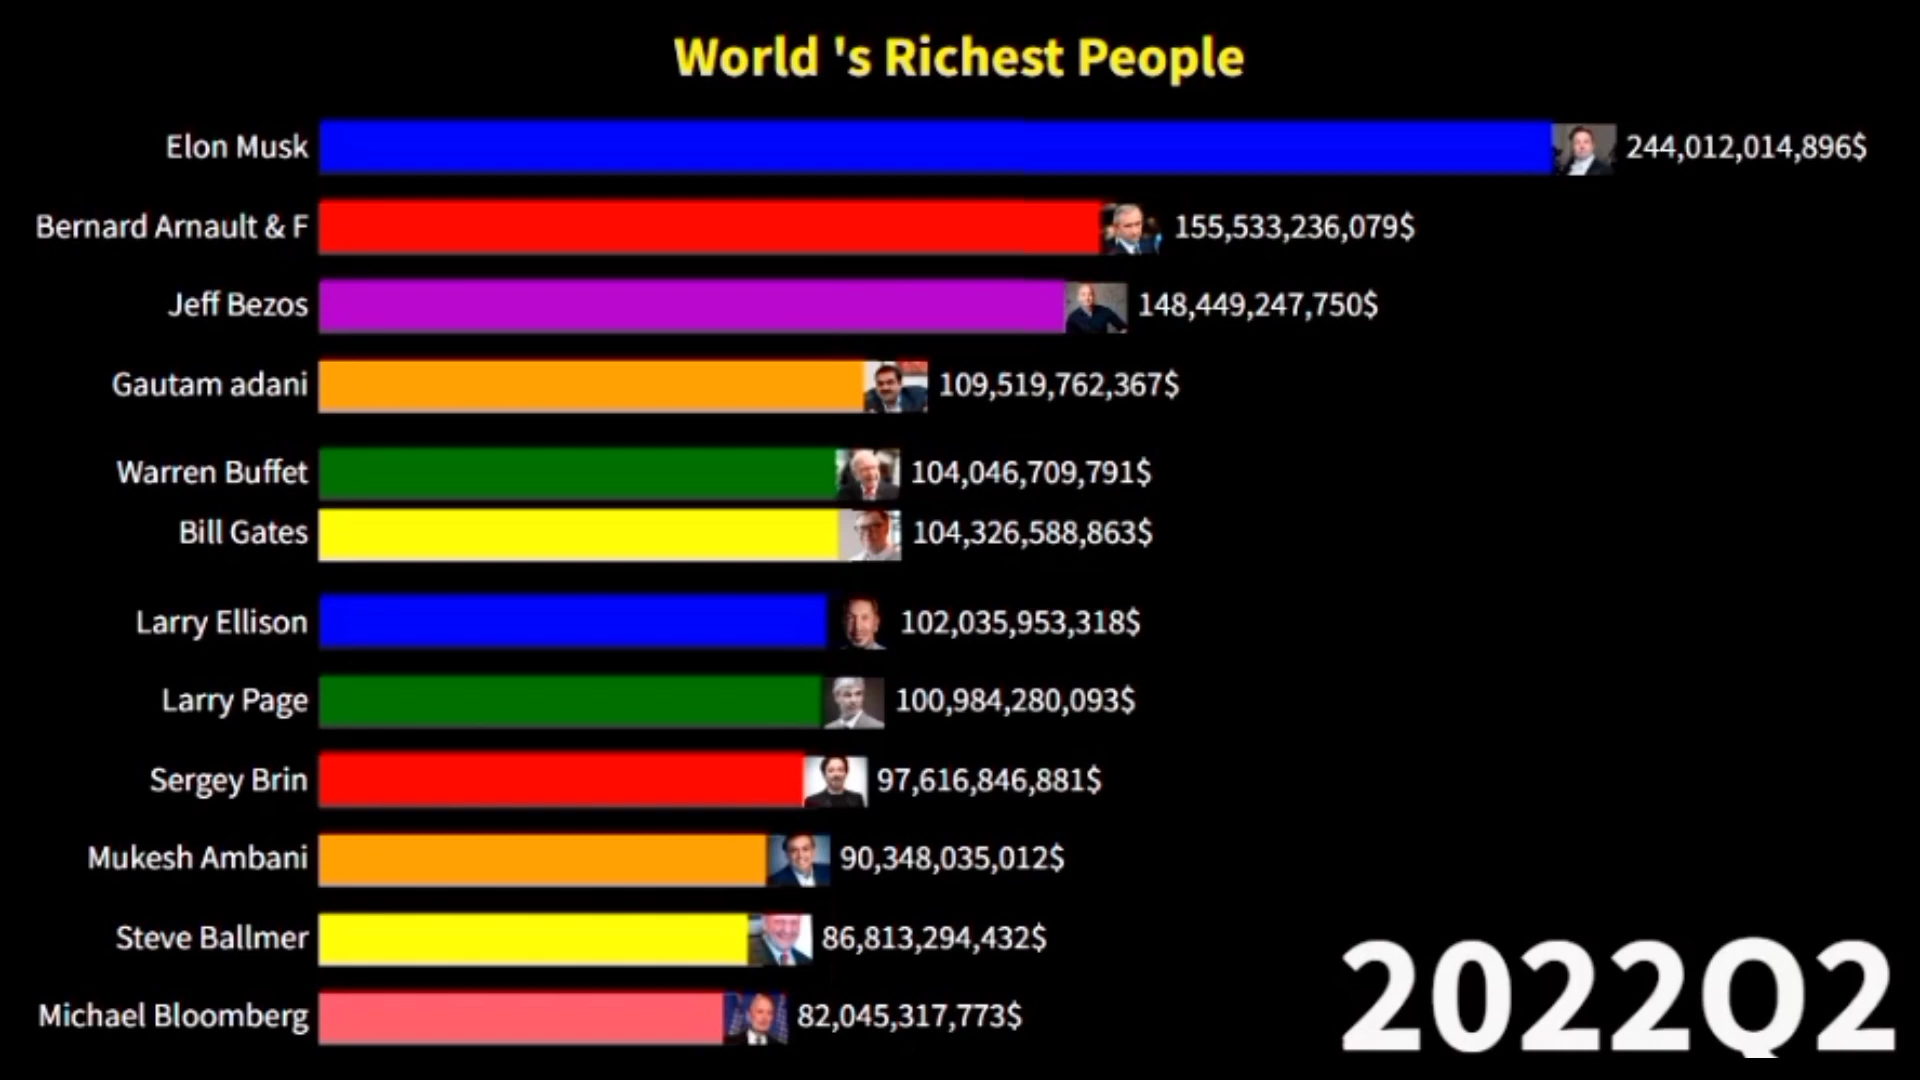 World 's Richest People
Elon Musk 244,012,014,896$
Bernard Arnault & F 155,533,236,079$
Jeff Bezos 148,449,247,750$
Gautam adani 109,519,762,367$
Warren Buffet 104,046,709,791$
Bill Gates 104,326,588,863$
Larry Ellison 102,035,953,318$
Larry Page 100,984,280,093$
Sergey Brin 97,616,846,881$
Mukesh Ambani 90,348,035,012$
Steve Ballmer 86,813,294,432$
Michael Bloomberg 82,045,317,773$
2022Q2